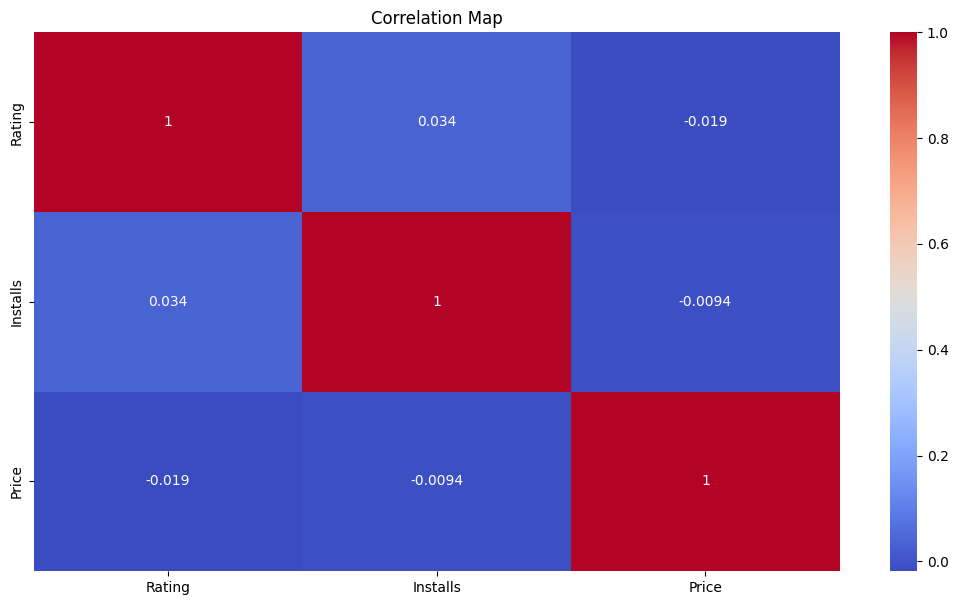 Correlation Map
Rating
1
0.034
-0.019
Installs
0.034
1
-0.0094
Price
-0.019
-0.0094
1
Rating
Installs
Price
1.0
0.8
0.6
0.4
0.2
0.0